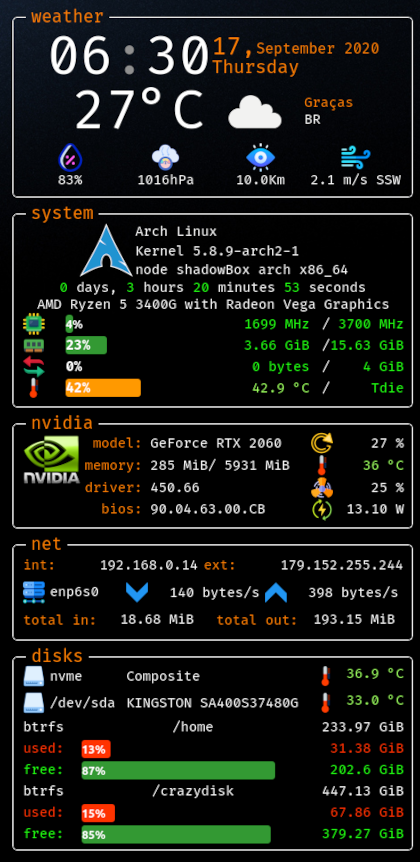 weather
06:30 17, September 2020
Thursday
27°C Graças
BR
83% 1016hPa 10.0Km 2.1 m/s SSW
system
Arch Linux
Kernel 5.8.9-arch2-1
node shadowBox arch x86_64
0 days, 3 hours 20 minutes 53 seconds
AMD Ryzen 5 3400G with Radeon Vega Graphics
4% 1699 MHz / 3700 MHz
23% 3.66 GiB /15.63 GiB
0% 0 bytes / 4 GiB
42% 42.9 °C / Tdie
nvidia
model: GeForce RTX 2060 27 %
memory: 285 MiB/ 5931 MiB 36 °C
NVIDIA driver: 450.66 25 %
bios: 90.04.63.00.CB 13.10 W
net
int: 192.168.0.14 ext: 179.152.255.244
enp6s0 140 bytes/s 398 bytes/s
total in: 18.68 MiB total out: 193.15 MiB
disks
nvme Composite 36.9 °C
/dev/sda KINGSTON SA400S37480G 33.0 °C
btrfs /home 233.97 GiB
used: 13% 31.38 GiB
free: 87% 202.6 GiB
btrfs /crazydisk 447.13 GiB
used: 15% 67.86 GiB
free: 85% 379.27 GiB